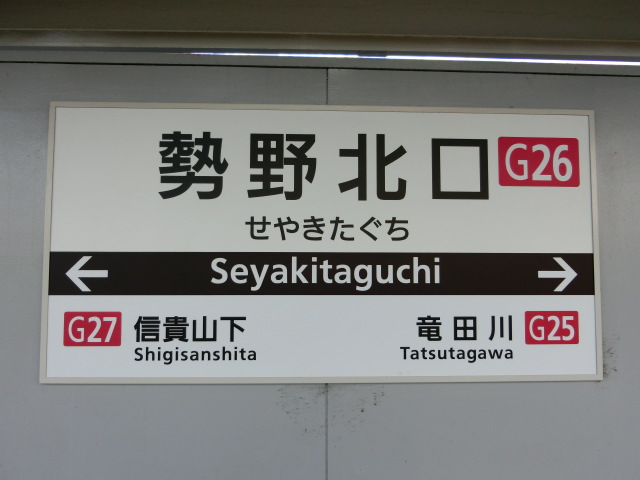 勢野北口 G26
せやきたぐち
← Seyakitaguchi →
G27 信貴山下 竜田川 G25
Shigisanshita Tatsutagawa